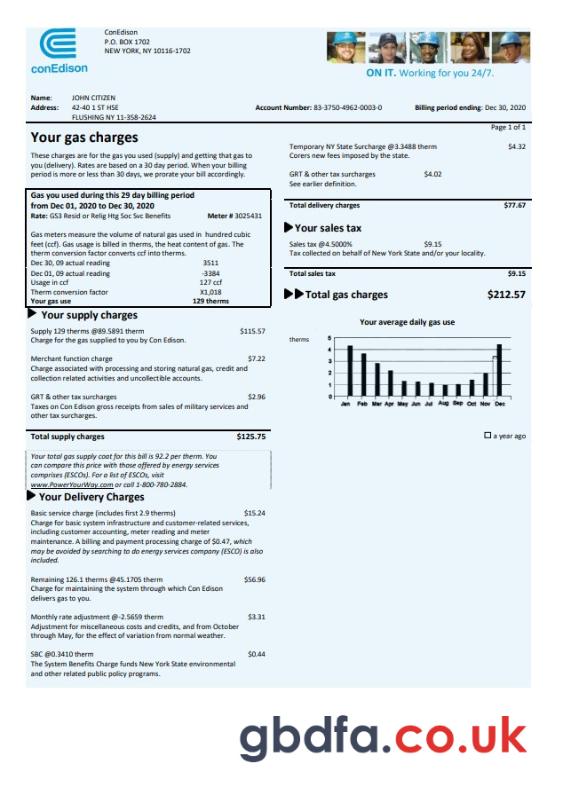 ConEdison
P.O. BOX 1702
NEW YORK, NY 10116-1702
conEdison
ON IT. Working for you 24/7.
Name: JOHN CITIZEN
Address: 42-40 1 ST HSE
FLUSHING NY 11-358-2624
Account Number: 83-3750-4962-0003-0
Billing period ending: Dec 30, 2020
Page 1 of 1
Your gas charges
These charges are for the gas you used (supply) and getting that gas to
you (delivery). Rates are based on a 30 day period. When your billing
period is more or less than 30 days, we prorate your bill accordingly.
Gas you used during this 29 day billing period
from Dec 01, 2020 to Dec 30, 2020
Rate: GS3 Resid or Relig Htg Soc Svc Benefits Meter # 3025431
Gas meters measure the volume of natural gas used in hundred cubic
feet (ccf). Gas usage is billed in therms, the heat content of gas. The
therm conversion factor converts ccf into therms.
Dec 30, 09 actual reading 3511
Dec 01, 09 actual reading -3384
Usage in ccf 127 ccf
Therm conversion factor X1,018
Your gas use 129 therms
Your supply charges
Supply 129 therms @89.5891 therm $115.57
Charge for the gas supplied to you by Con Edison.
Merchant function charge $7.22
Charge associated with processing and storing natural gas, credit and
collection related activities and uncollectible accounts.
GRT & other tax surcharges $2.96
Taxes on Con Edison gross receipts from sales of military services and
other tax surcharges.
Total supply charges $125.75
Your total gas supply coat for this bill is 92.2 per therm. You
can compare this price with those offered by energy services
comprises (ESCOs). For a list of ESCOs, visit
www.PowerYourWay.com or call 1-800-780-2884.
Your Delivery Charges
Basic service charge (includes first 2.9 therms) $15.24
Charge for basic system infrastructure and customer-related services,
including customer accounting, meter reading and meter
maintenance. A billing and payment processing charge of $0.47, which
may be avoided by searching to do energy services company (ESCO) is also
included.
Remaining 126.1 therms @45.1705 therm $56.96
Charge for maintaining the system through which Con Edison
delivers gas to you.
Monthly rate adjustment @-2.5659 therm $3.31
Adjustment for miscellaneous costs and credits, and from October
through May, for the effect of variation from normal weather.
SBC @0.3410 therm $0.44
The System Benefits Charge funds New York State environmental
and other related public policy programs.
Temporary NY State Surcharge @3.3488 therm $4.32
Corers new fees imposed by the state.
GRT & other tax surcharges $4.02
See earlier definition.
Total delivery charges $77.67
Your sales tax
Sales tax @4.5000% $9.15
Tax collected on behalf of New York State and/or your locality.
Total sales tax $9.15
Total gas charges $212.57
Your average daily gas use
therms
5
4
3
2
1
0
Jan Feb Mar Apr May Jun Jul Aug Sep Oct Nov Dec
a year ago
gbdfa.co.uk